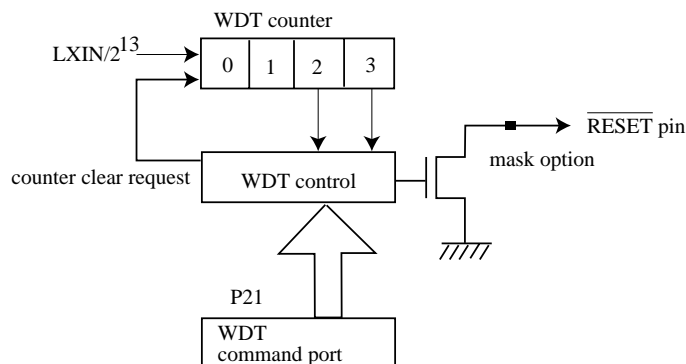 WDT counter
LXIN/2^13
0 1 2 3
RESET pin
mask option
WDT control
counter clear request
P21
WDT
command port